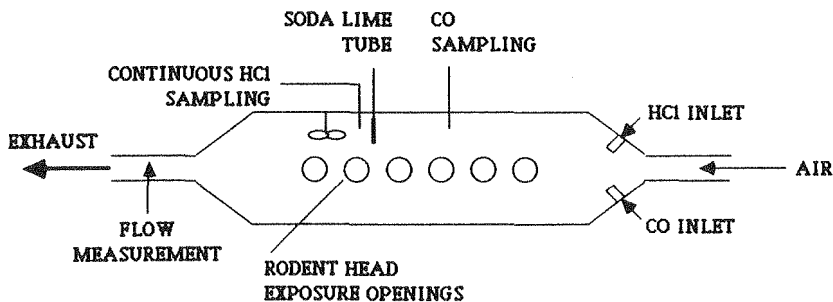 SODA LIME
TUBE
CO
SAMPLING
CONTINUOUS HCl
SAMPLING
HCl INLET
EXHAUST
AIR
FLOW
MEASUREMENT
CO INLET
RODENT HEAD
EXPOSURE OPENINGS